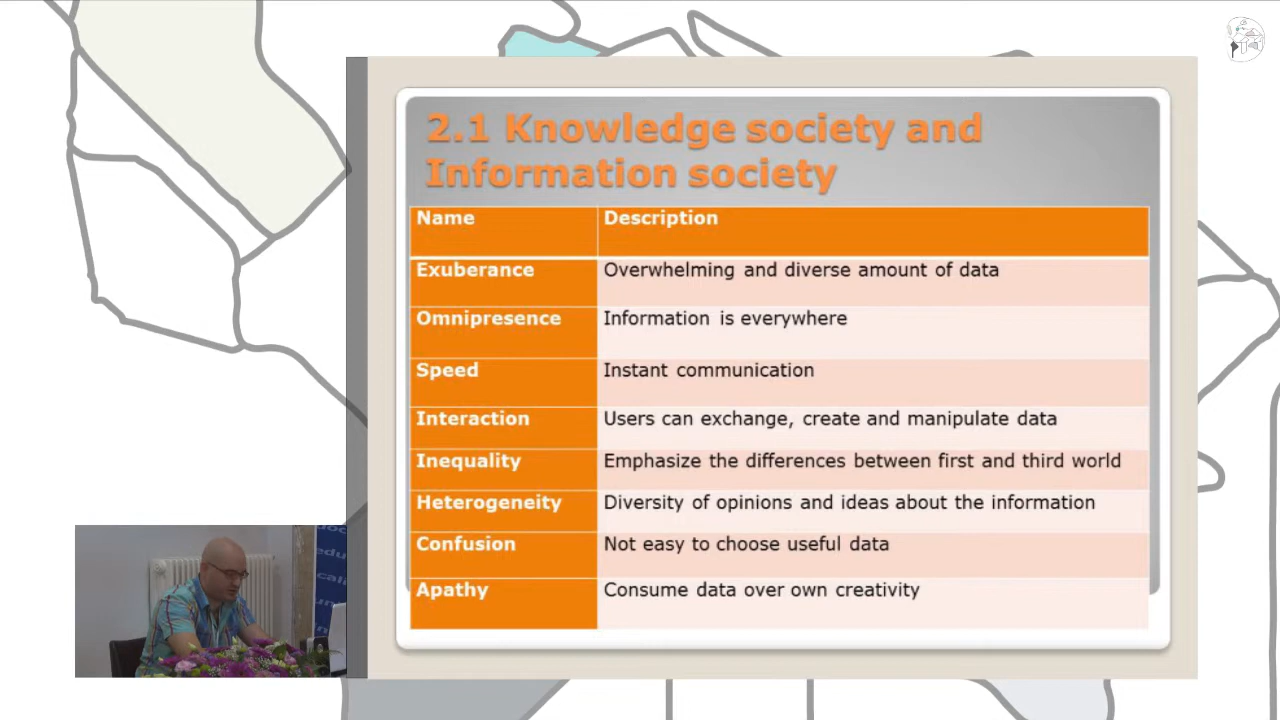 2.1 Knowledge society and
Information society
Name Description
Exuberance Overwhelming and diverse amount of data
Omnipresence Information is everywhere
Speed Instant communication
Interaction Users can exchange, create and manipulate data
Inequality Emphasize the differences between first and third world
Heterogeneity Diversity of opinions and ideas about the information
Confusion Not easy to choose useful data
Apathy Consume data over own creativity